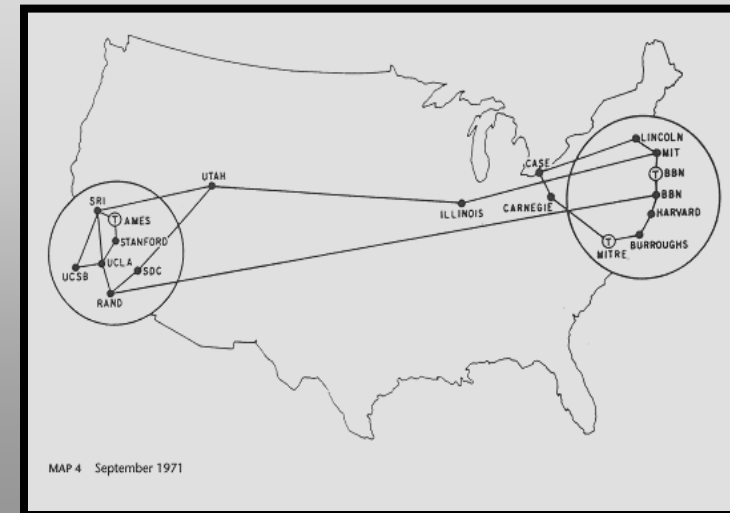 LINCOLN
MIT
T BBN
CASE
UTAH
BBN
SRI
ILLINOIS
CARNEGIE
T AMES
HARVARD
STANFORD
BURROUGHS
T
MITRE
UCLA
SDC
UCSB
RAND
MAP 4 September 1971